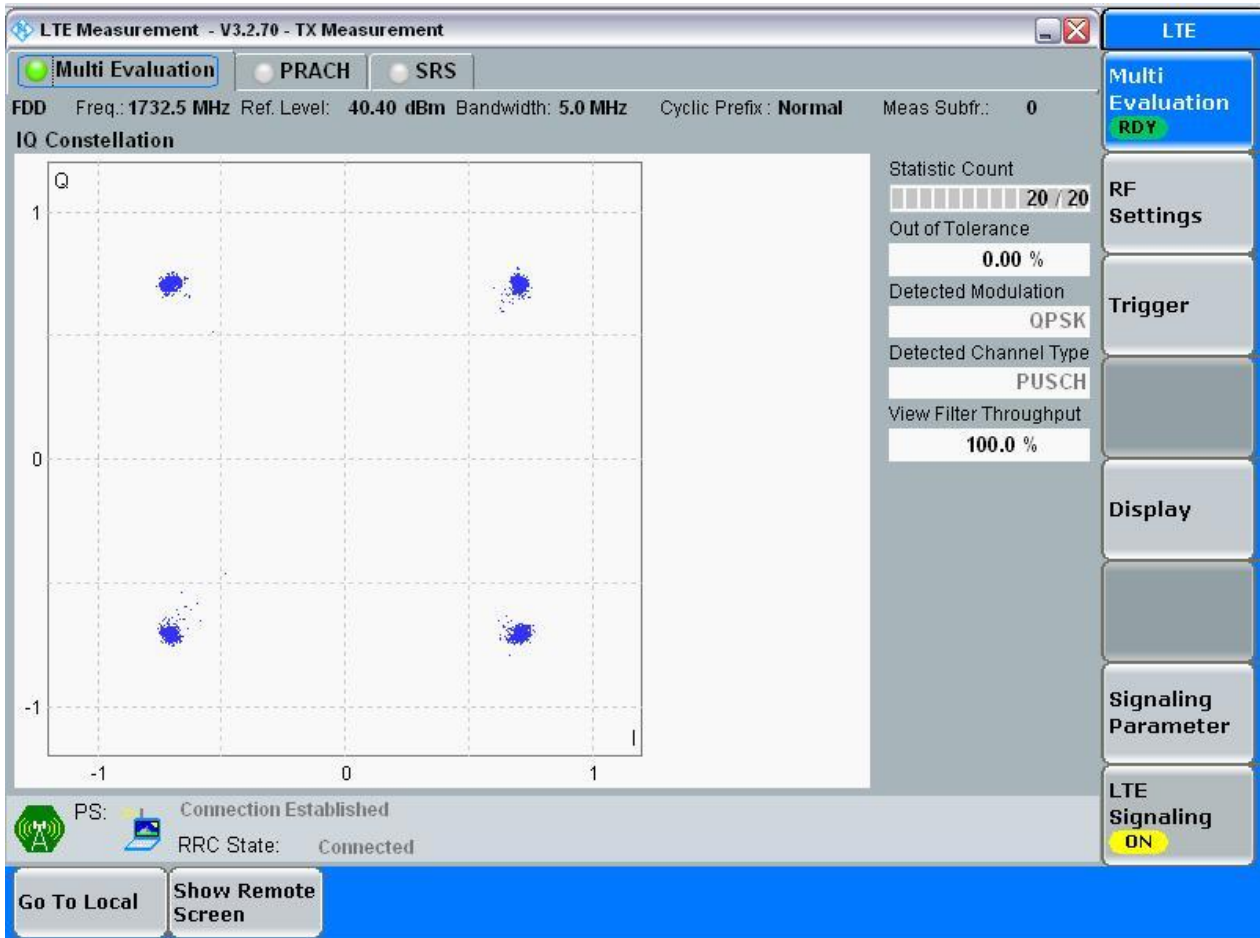 LTE Measurement - V3.2.70 - TX Measurement
LTE
Multi Evaluation
PRACH
SRS
Multi
Evaluation
RDY
FDD Freq.: 1732.5 MHz Ref. Level: 40.40 dBm Bandwidth: 5.0 MHz Cyclic Prefix : Normal Meas Subfr.: 0
IQ Constellation
Q
1
0
-1
I
-1 0 1
Statistic Count
20 / 20
Out of Tolerance
0.00 %
Detected Modulation
QPSK
Detected Channel Type
PUSCH
View Filter Throughput
100.0 %
RF
Settings
Trigger
Display
Signaling
Parameter
LTE
Signaling
ON
PS: Connection Established
RRC State: Connected
Go To Local
Show Remote
Screen